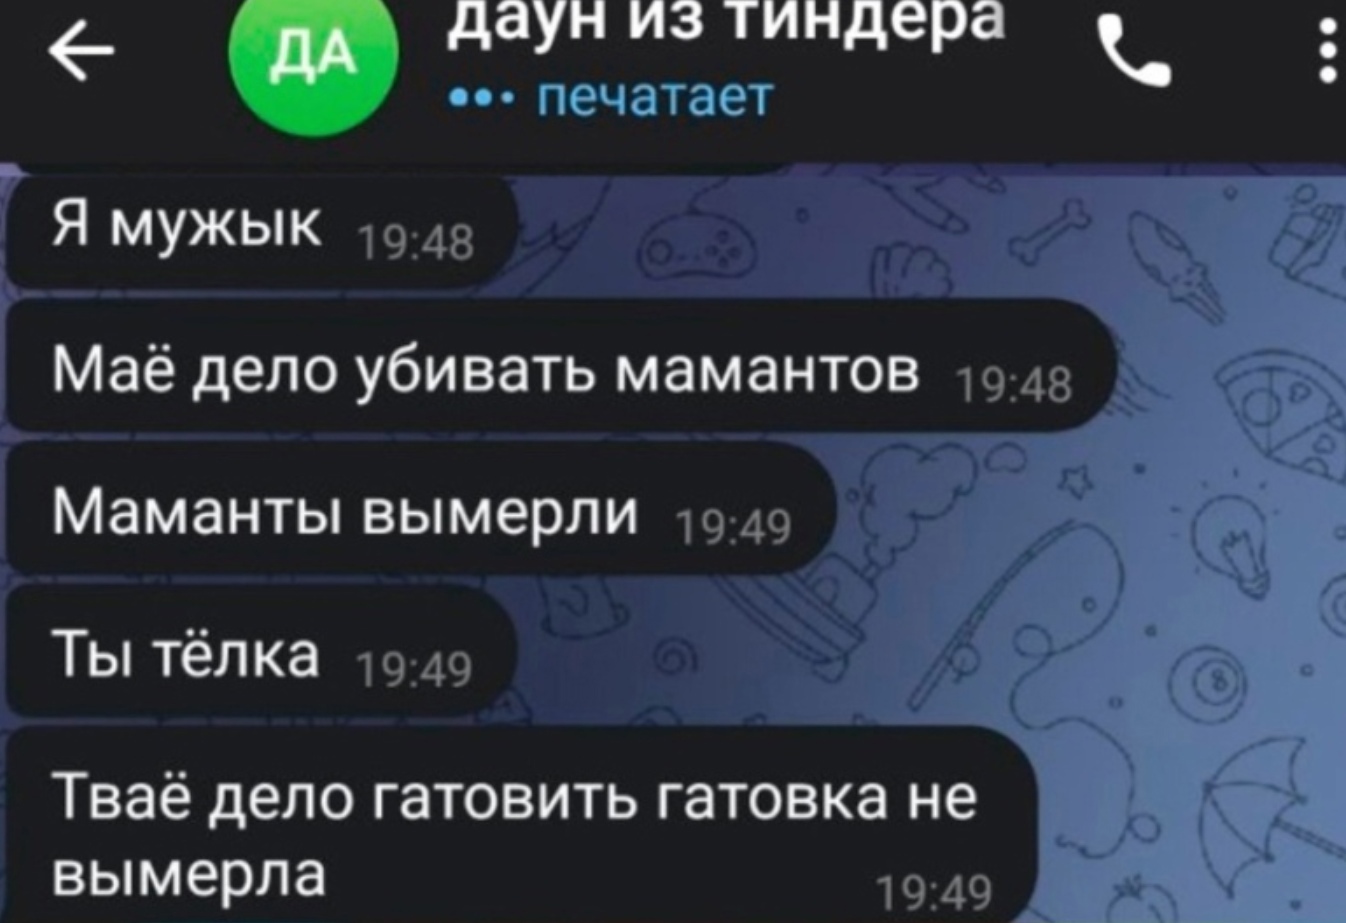 ДА
даун из тиндера
печатает
Я мужык 19:48
Маё дело убивать мамантов 19:48
Маманты вымерли 19:49
Ты тёлка 19:49
Тваё дело гатовить гатовка не
вымерла 19:49